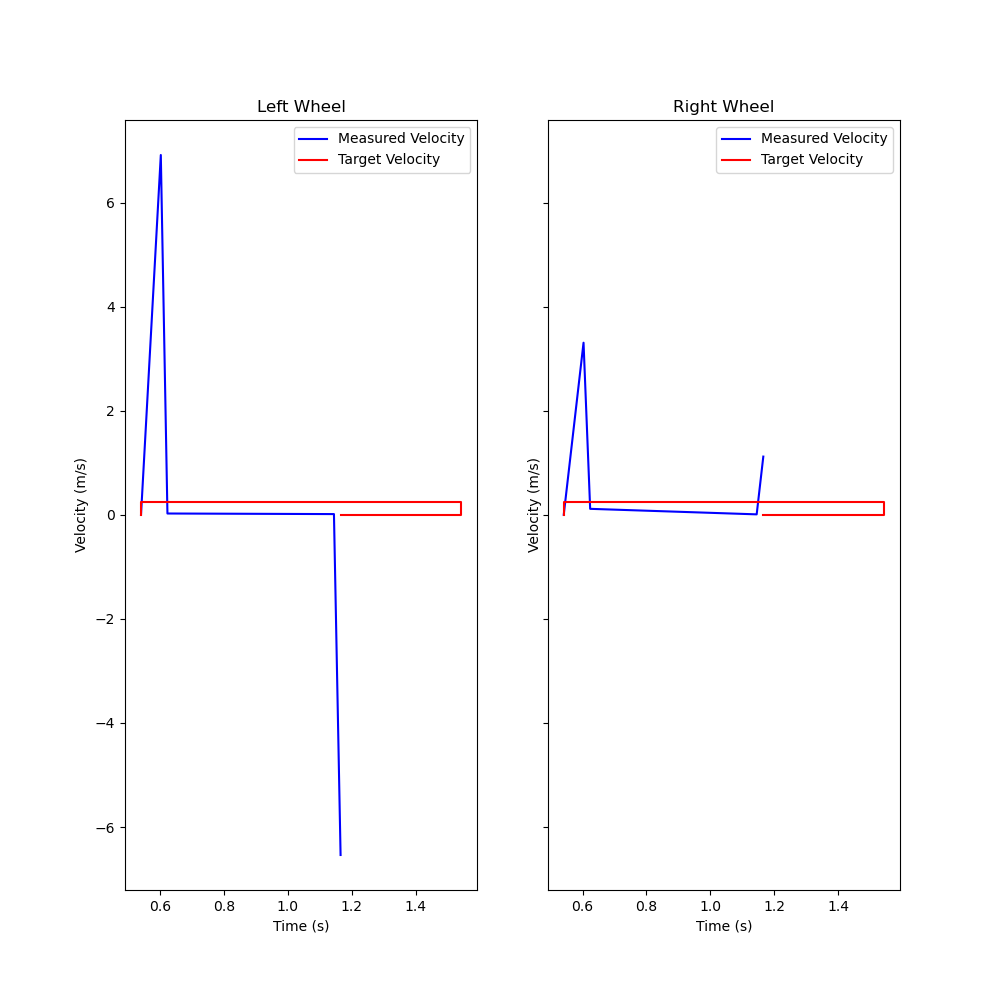 Left Wheel
Right Wheel
Measured Velocity
Target Velocity
Measured Velocity
Target Velocity
6
4
2
0
−2
−4
−6
Velocity (m/s)
Velocity (m/s)
0.6 0.8 1.0 1.2 1.4
0.6 0.8 1.0 1.2 1.4
Time (s)
Time (s)